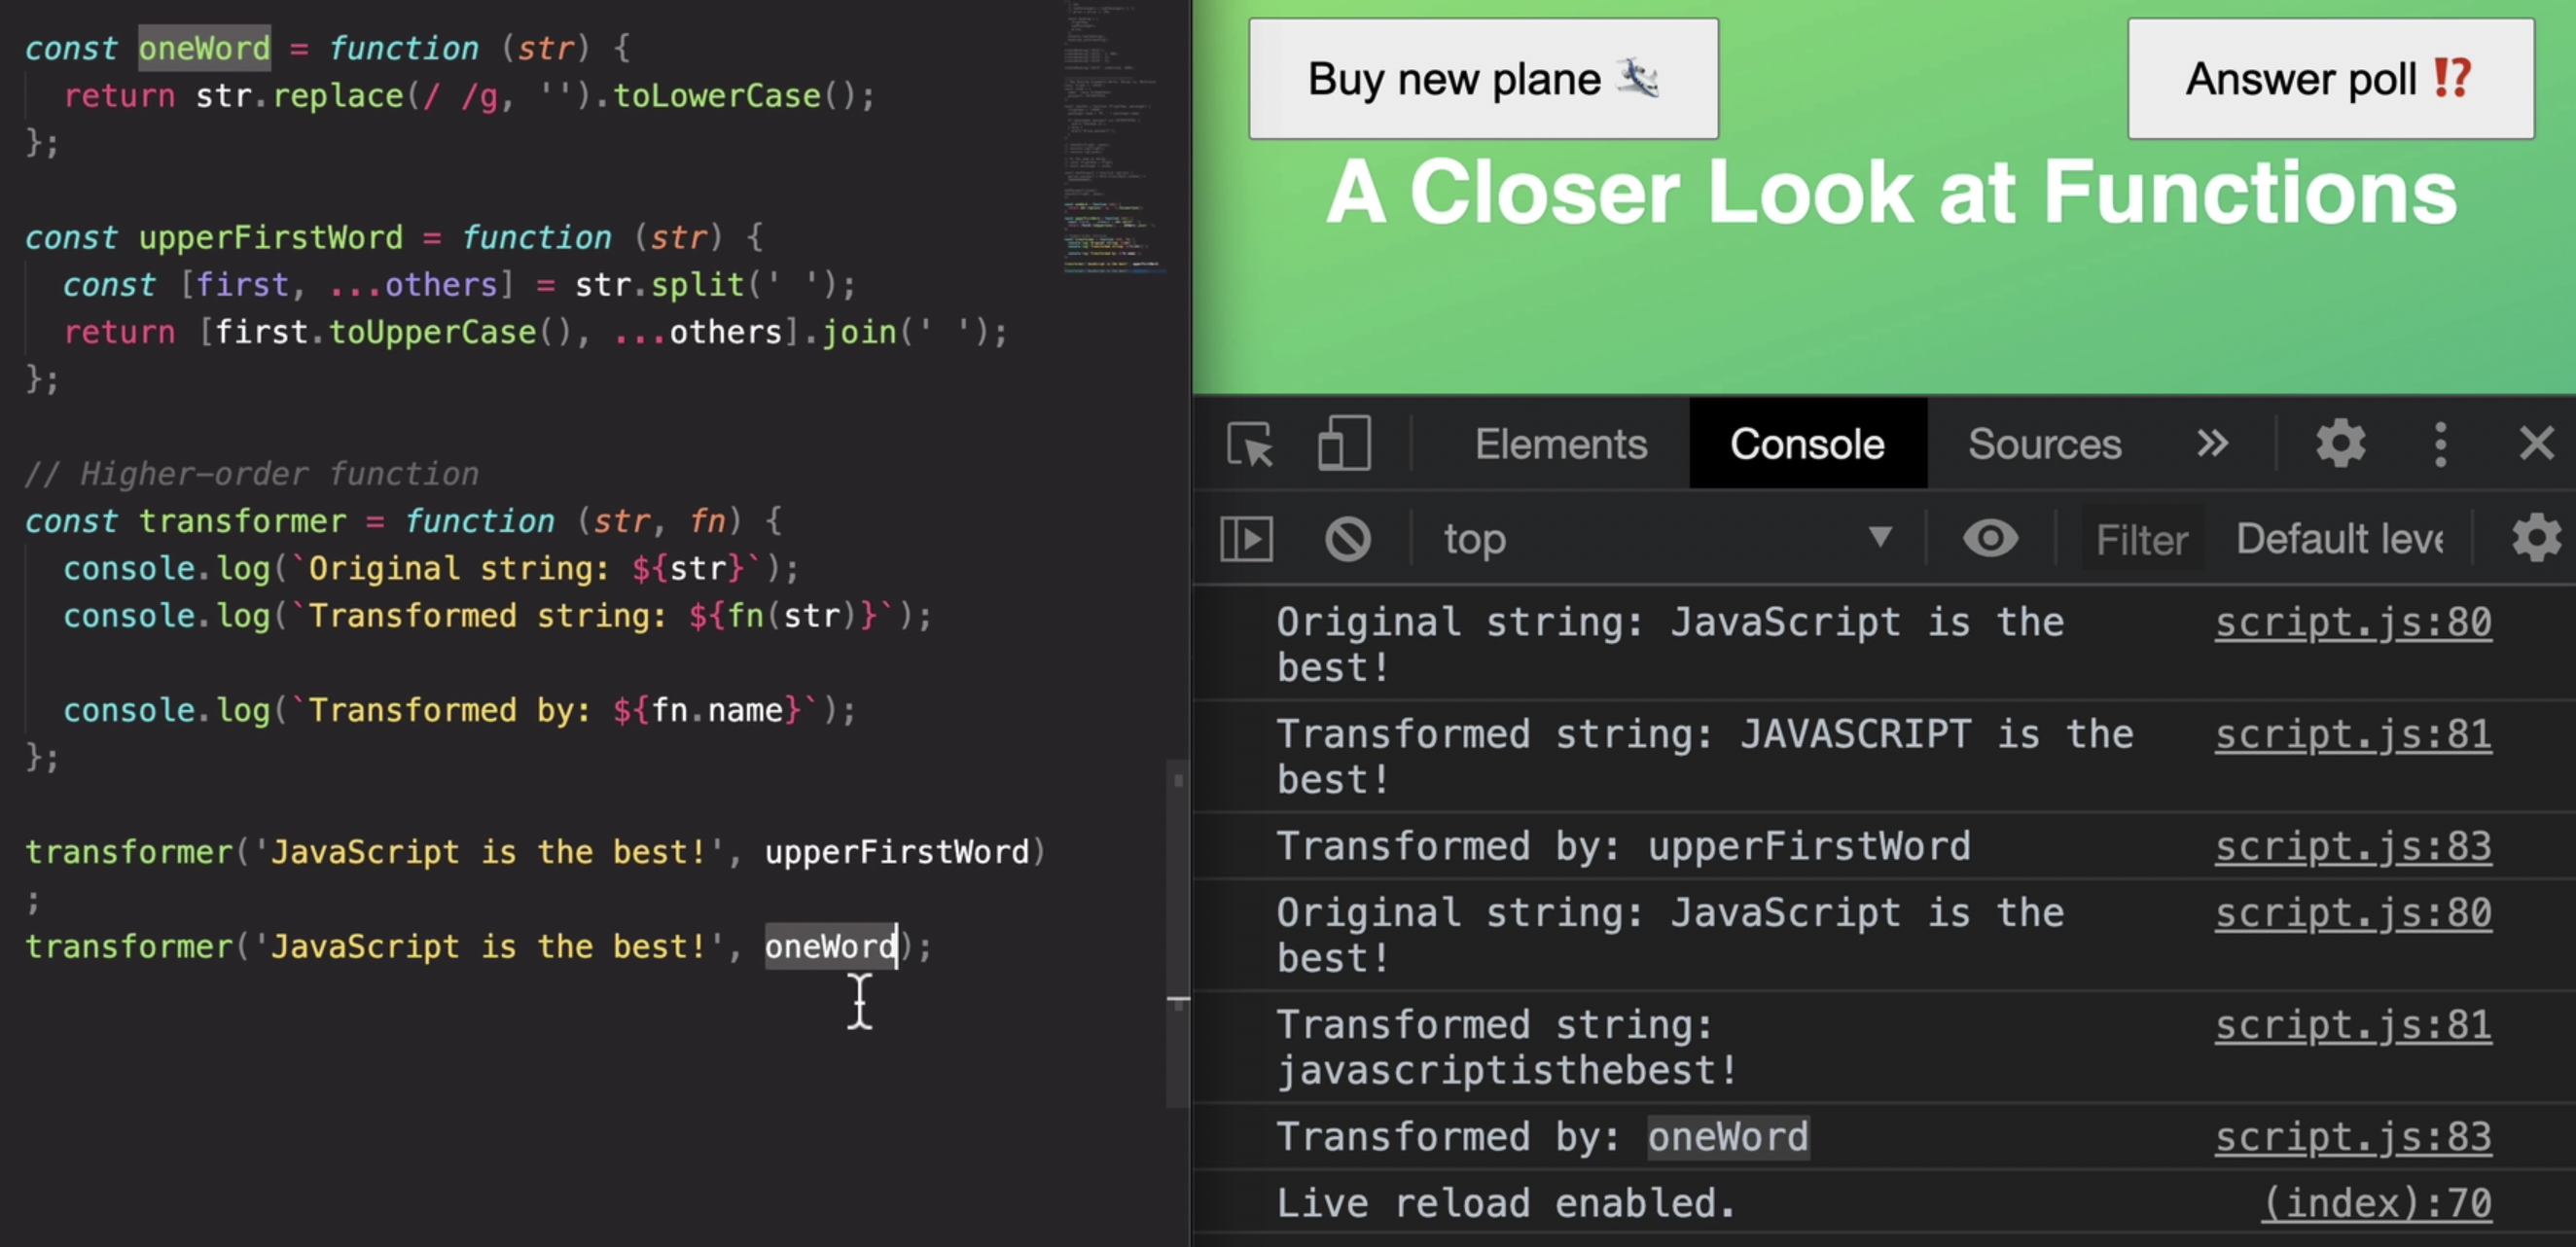 const oneWord = function (str) {
return str.replace(/ /g, '').toLowerCase();
};
const upperFirstWord = function (str) {
const [first, ...others] = str.split(' ');
return [first.toUpperCase(), ...others].join(' ');
};
// Higher-order function
const transformer = function (str, fn) {
console.log(`Original string: ${str}`);
console.log(`Transformed string: ${fn(str)}`);
console.log(`Transformed by: ${fn.name}`);
};
transformer('JavaScript is the best!', upperFirstWord)
;
transformer('JavaScript is the best!', oneWord);
Buy new plane 🛩
Answer poll ⁉️
A Closer Look at Functions
Elements Console Sources
top Filter Default leve
Original string: JavaScript is the script.js:80
best!
Transformed string: JAVASCRIPT is the script.js:81
best!
Transformed by: upperFirstWord script.js:83
Original string: JavaScript is the script.js:80
best!
Transformed string: script.js:81
javascriptisthebest!
Transformed by: oneWord script.js:83
Live reload enabled. (index):70